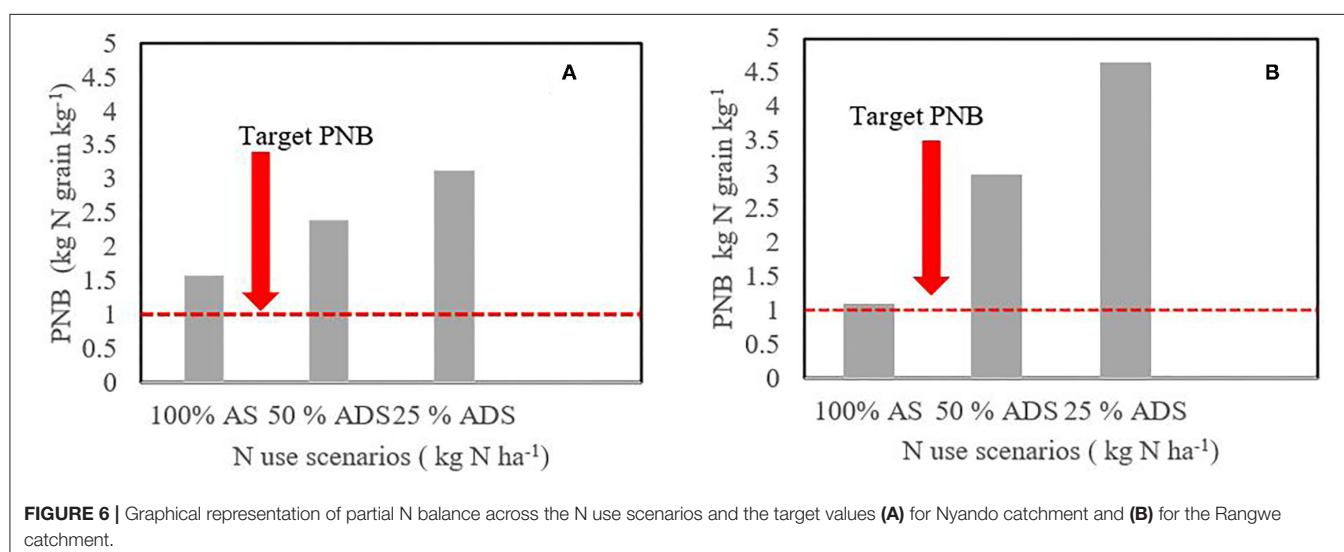 A
PNB (kg N grain kg-1)
5
4.5
4
3.5
3
2.5
2
1.5
1
0.5
0
Target PNB
100% AS 50 % ADS25 % ADS
N use scenarios ( kg N ha-1)
B
PNB kg N grain kg-1
5
4.5
4
3.5
3
2.5
2
1.5
1
0.5
0
Target PNB
100% AS 50 % ADS 25 % ADS
N use scenarios ( kg N ha-1)
FIGURE 6 | Graphical representation of partial N balance across the N use scenarios and the target values (A) for Nyando catchment and (B) for the Rangwe
catchment.